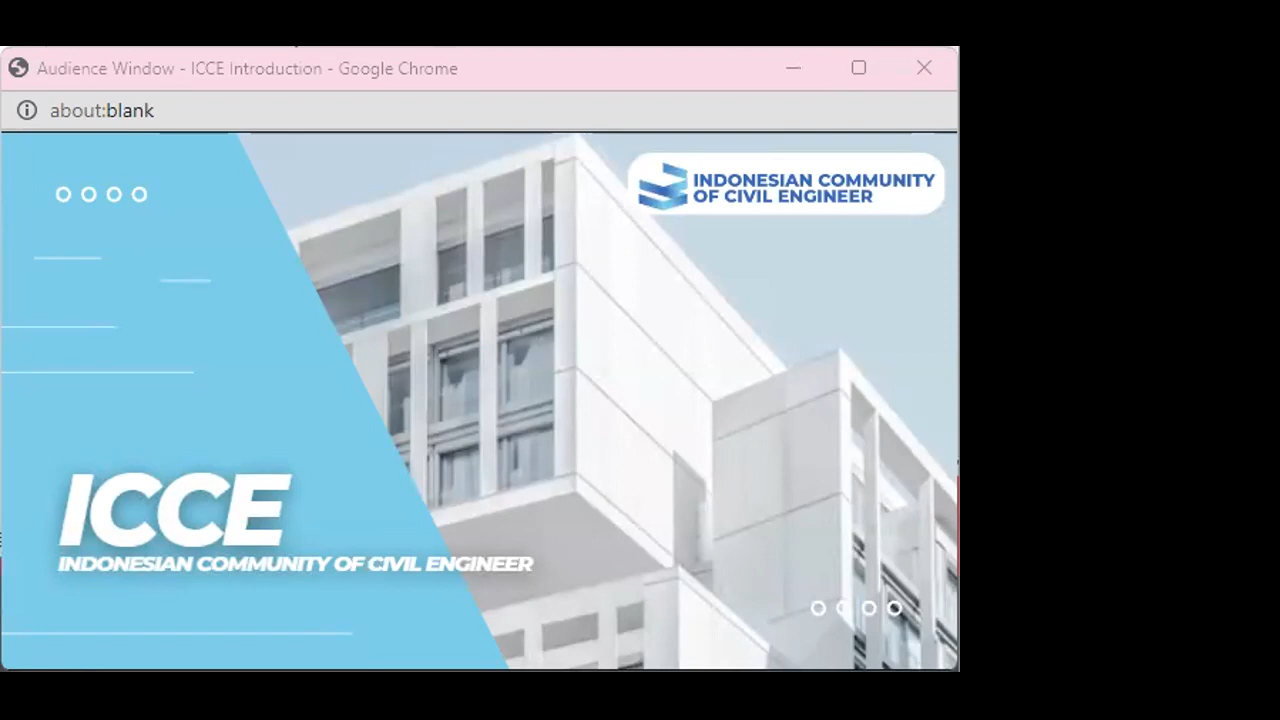 Audience Window - ICCE Introduction - Google Chrome
about:blank
INDONESIAN COMMUNITY
OF CIVIL ENGINEER
ICCE
INDONESIAN COMMUNITY OF CIVIL ENGINEER